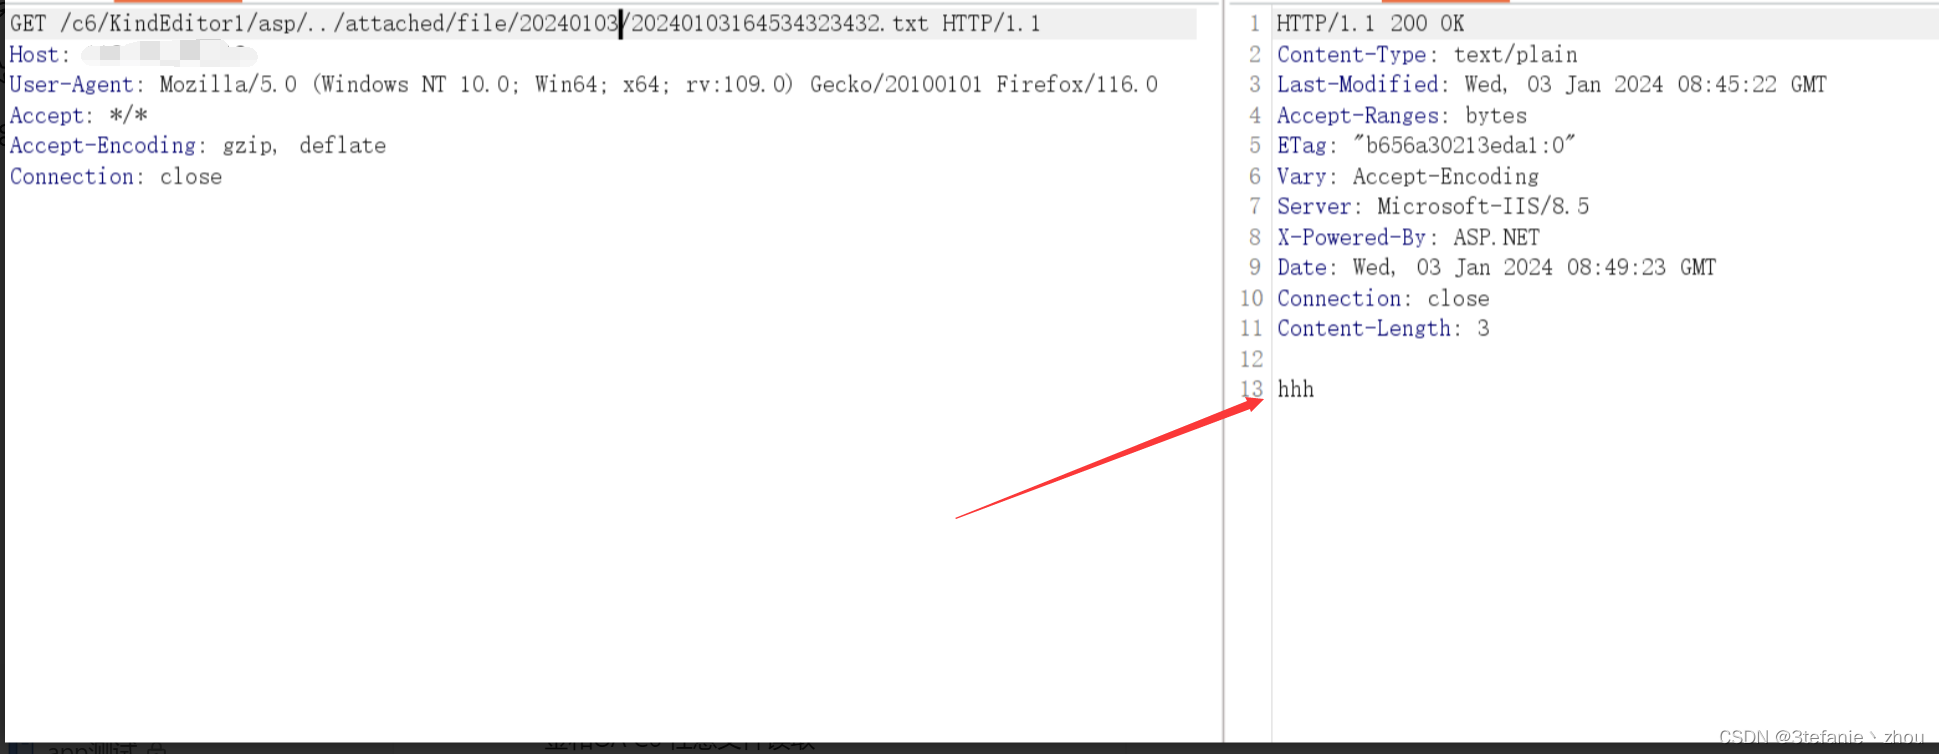 GET /c6/KindEditor1/asp/../attached/file/20240103/20240103164534323432.txt HTTP/1.1
Host:
User-Agent: Mozilla/5.0 (Windows NT 10.0; Win64; x64; rv:109.0) Gecko/20100101 Firefox/116.0
Accept: */*
Accept-Encoding: gzip, deflate
Connection: close
1 HTTP/1.1 200 OK
2 Content-Type: text/plain
3 Last-Modified: Wed, 03 Jan 2024 08:45:22 GMT
4 Accept-Ranges: bytes
5 ETag: "b656a30213eda1:0"
6 Vary: Accept-Encoding
7 Server: Microsoft-IIS/8.5
8 X-Powered-By: ASP.NET
9 Date: Wed, 03 Jan 2024 08:49:23 GMT
10 Connection: close
11 Content-Length: 3
12
13 hhh
CSDN @3tefanie丶zhou